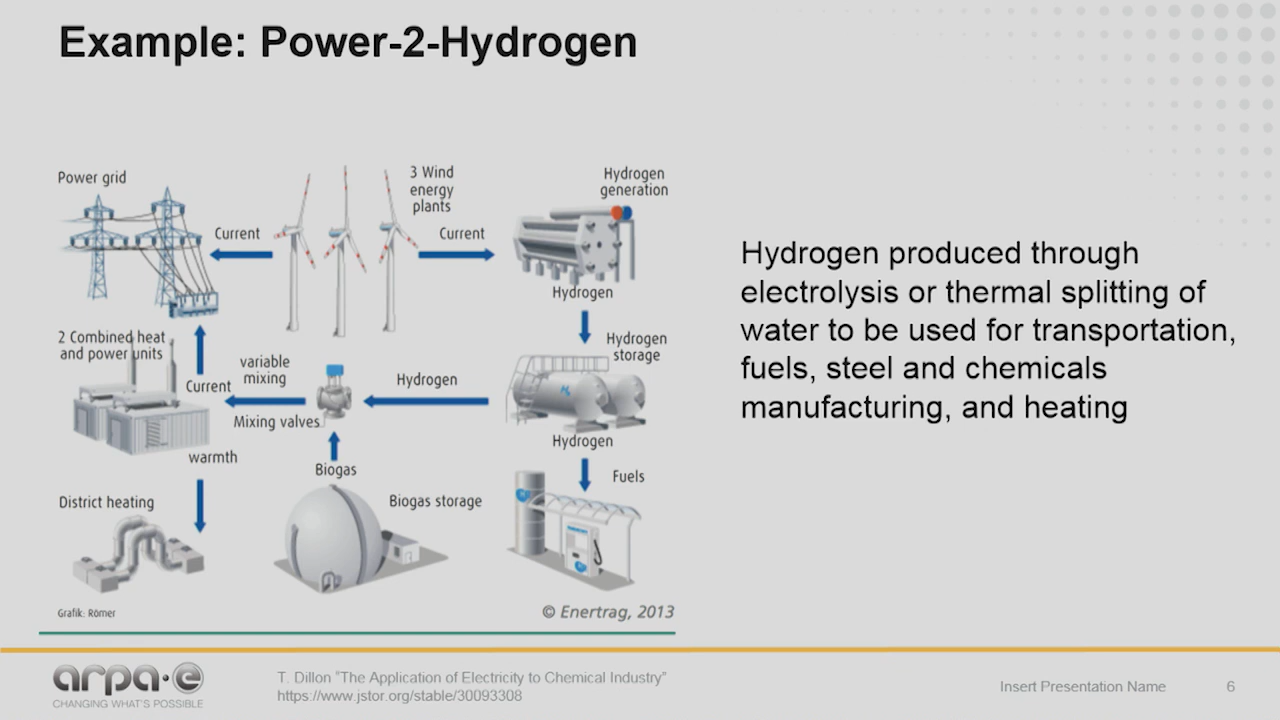 Example: Power-2-Hydrogen
Power grid
3 Wind
energy
plants
Hydrogen
generation
Current
Current
Hydrogen
2 Combined heat
and power units
variable
mixing
Hydrogen
storage
Current
Hydrogen
Mixing valves
Hydrogen
warmth
Biogas
Fuels
District heating
Biogas storage
Grafik: Römer
© Enertrag, 2013
Hydrogen produced through
electrolysis or thermal splitting of
water to be used for transportation,
fuels, steel and chemicals
manufacturing, and heating
arpa·e
CHANGING WHAT'S POSSIBLE
T. Dillon "The Application of Electricity to Chemical Industry"
https://www.jstor.org/stable/30093308
Insert Presentation Name
6